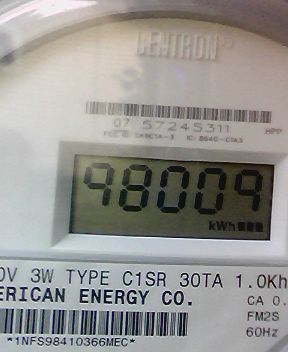 CENTRON
07 57245311 HPP
98009
kWh
0V 3W TYPE C1SR 30TA 1.0Kh
ERICAN ENERGY CO. CA 0.
FM2S
*1NFS98410366MEC* 60Hz